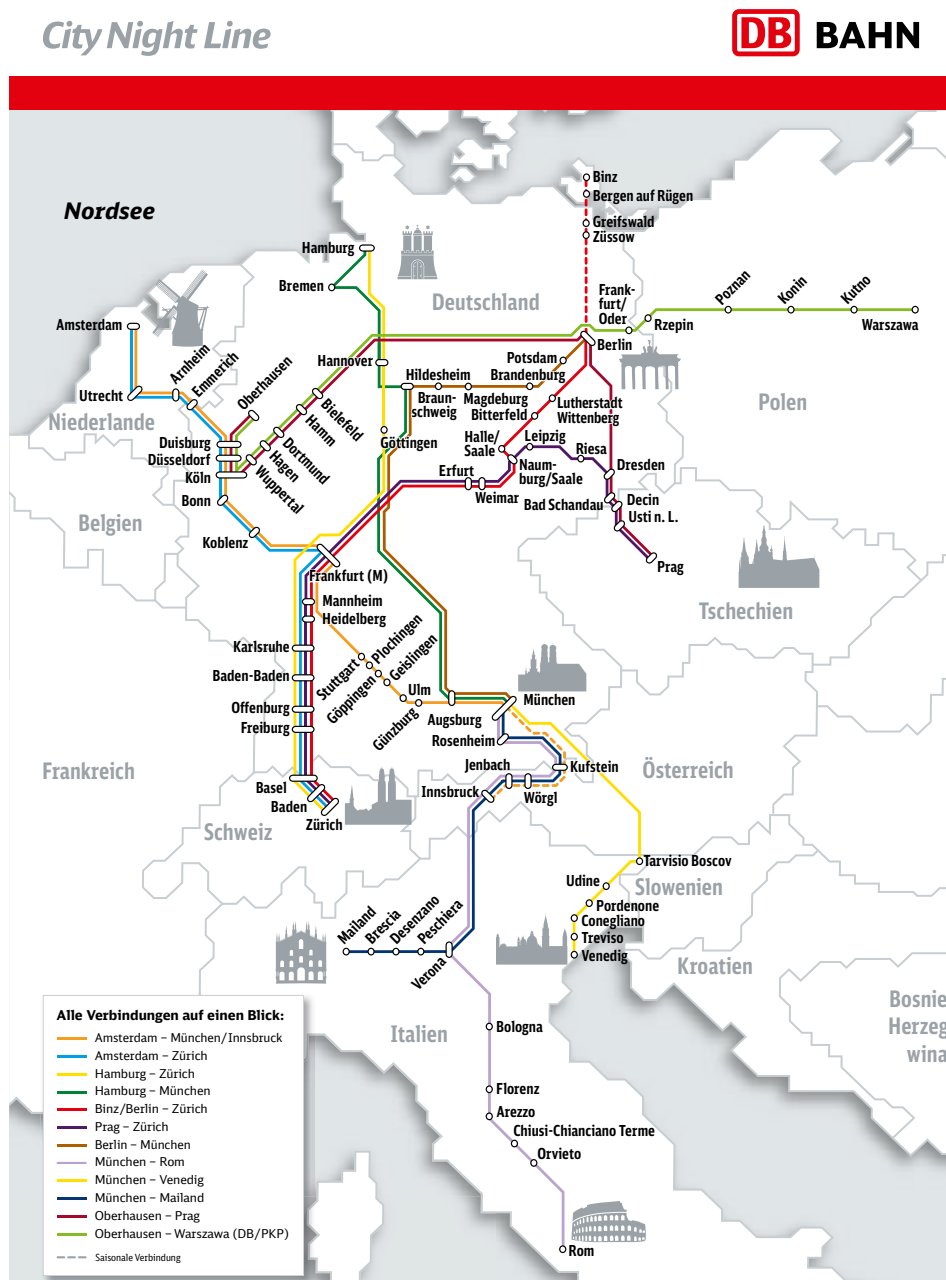 City Night Line
DB BAHN
Nordsee
Binz
Bergen auf Rügen
Greifswald
Züssow
Hamburg
Bremen
Deutschland
Frank-
furt/
Oder
Poznan
Konin
Kutno
Rzepin
Warszawa
Amsterdam
Berlin
Arnheim
Emmerich
Oberhausen
Hannover
Potsdam
Hildesheim
Brandenburg
Utrecht
Niederlande
Braun-
schweig
Magdeburg
Bitterfeld
Lutherstadt
Wittenberg
Polen
Bielefeld
Hamm
Dortmund
Hagen
Wuppertal
Duisburg
Düsseldorf
Köln
Göttingen
Halle/
Saale
Leipzig
Riesa
Naum-
burg/Saale
Dresden
Erfurt
Weimar
Bad Schandau
Decin
Usti n. L.
Bonn
Belgien
Koblenz
Prag
Frankfurt (M)
Tschechien
Mannheim
Heidelberg
Karlsruhe
Stuttgart
Plochingen
Göppingen
Geislingen
Baden-Baden
Ulm
Günzburg
Offenburg
Freiburg
Augsburg
München
Rosenheim
Frankreich
Jenbach
Kufstein
Österreich
Innsbruck
Wörgl
Basel
Baden
Zürich
Schweiz
Tarvisio Boscov
Udine
Slowenien
Pordenone
Conegliano
Treviso
Venedig
Mailand
Brescia
Desenzano
Peschiera
Verona
Kroatien
Bosnie
Herzeg
wina
Italien
Bologna
Florenz
Arezzo
Chiusi-Chianciano Terme
Orvieto
Rom
Alle Verbindungen auf einen Blick:
Amsterdam – München/Innsbruck
Amsterdam – Zürich
Hamburg – Zürich
Hamburg – München
Binz/Berlin – Zürich
Prag – Zürich
Berlin – München
München – Rom
München – Venedig
München – Mailand
Oberhausen – Prag
Oberhausen – Warszawa (DB/PKP)
Saisonale Verbindung